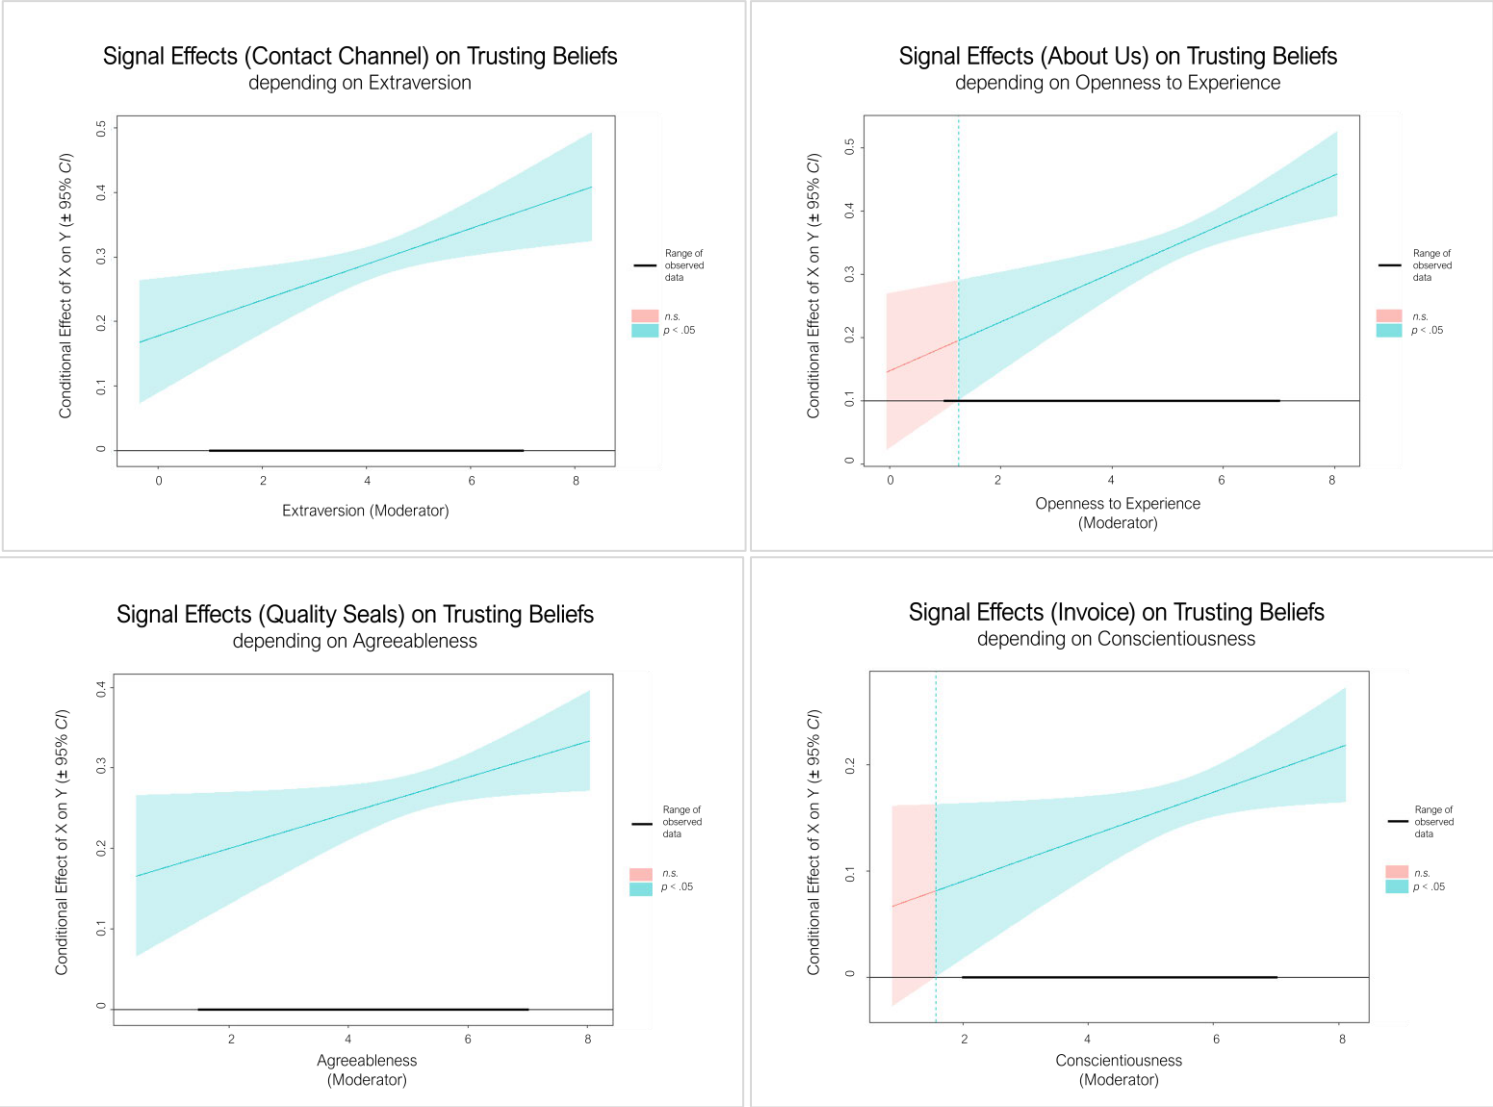 Signal Effects (Contact Channel) on Trusting Beliefs
depending on Extraversion
Conditional Effect of X on Y (± 95% CI)
0.5
0.4
0.3
0.2
0.1
0
0 2 4 6 8
Extraversion (Moderator)
Range of
observed
data
n.s.
p < .05
Signal Effects (About Us) on Trusting Beliefs
depending on Openness to Experience
Conditional Effect of X on Y (± 95% CI)
0.5
0.4
0.3
0.2
0.1
0
0 2 4 6 8
Openness to Experience
(Moderator)
Range of
observed
data
n.s.
p < .05
Signal Effects (Quality Seals) on Trusting Beliefs
depending on Agreeableness
Conditional Effect of X on Y (± 95% CI)
0.4
0.3
0.2
0.1
0
2 4 6 8
Agreeableness
(Moderator)
Range of
observed
data
n.s.
p < .05
Signal Effects (Invoice) on Trusting Beliefs
depending on Conscientiousness
Conditional Effect of X on Y (± 95% CI)
0.2
0.1
0
2 4 6 8
Conscientiousness
(Moderator)
Range of
observed
data
n.s.
p < .05